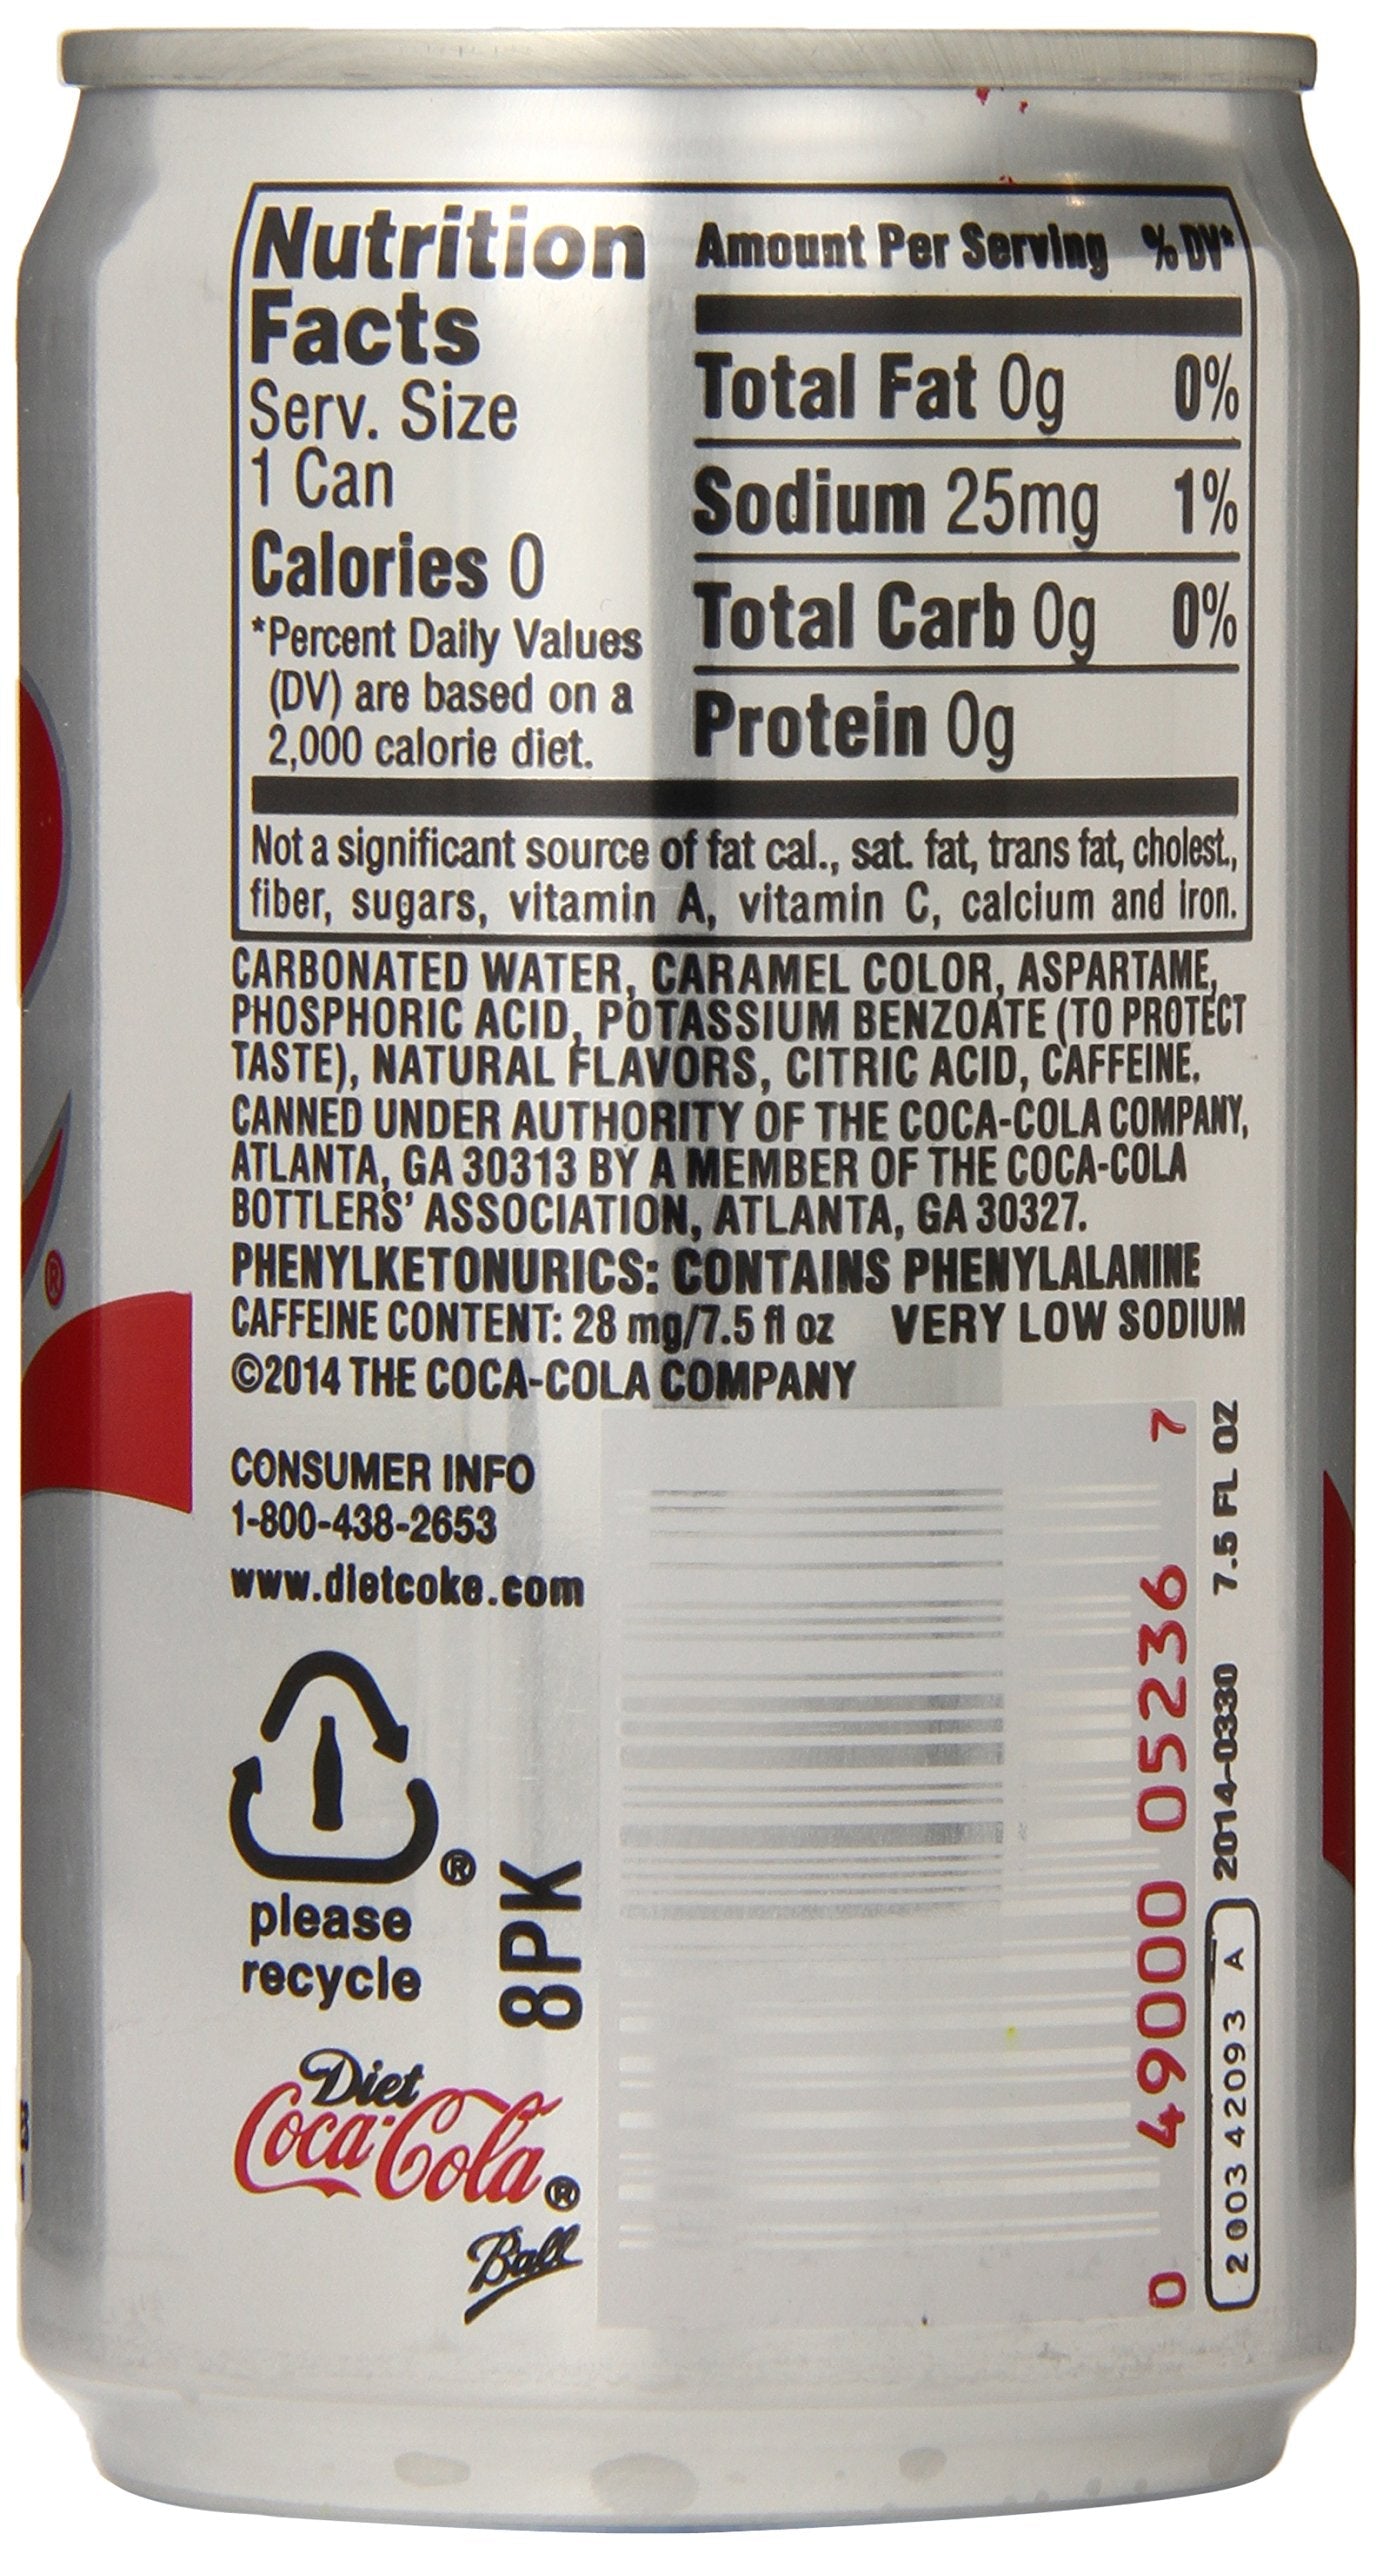 Nutrition
Facts
Serv. Size
1 Can
Calories 0
*Percent Daily Values
(DV) are based on a
2,000 calorie diet.
Amount Per Serving % DV*
Total Fat 0g 0%
Sodium 25mg 1%
Total Carb 0g 0%
Protein 0g
Not a significant source of fat cal., sat. fat, trans fat, cholest.,
fiber, sugars, vitamin A, vitamin C, calcium and iron.
CARBONATED WATER, CARAMEL COLOR, ASPARTAME,
PHOSPHORIC ACID, POTASSIUM BENZOATE (TO PROTECT
TASTE), NATURAL FLAVORS, CITRIC ACID, CAFFEINE.
CANNED UNDER AUTHORITY OF THE COCA-COLA COMPANY,
ATLANTA, GA 30313 BY A MEMBER OF THE COCA-COLA
BOTTLERS' ASSOCIATION, ATLANTA, GA 30327.
PHENYLKETONURICS: CONTAINS PHENYLALANINE
CAFFEINE CONTENT: 28 mg/7.5 fl oz VERY LOW SODIUM
©2014 THE COCA-COLA COMPANY
CONSUMER INFO
1-800-438-2653
www.dietcoke.com
®
please
recycle
8PK
Diet
Coca-Cola®
Ball
0 49000 05236 7
2003 42093 A 2014-0330 7.5 FL OZ
®